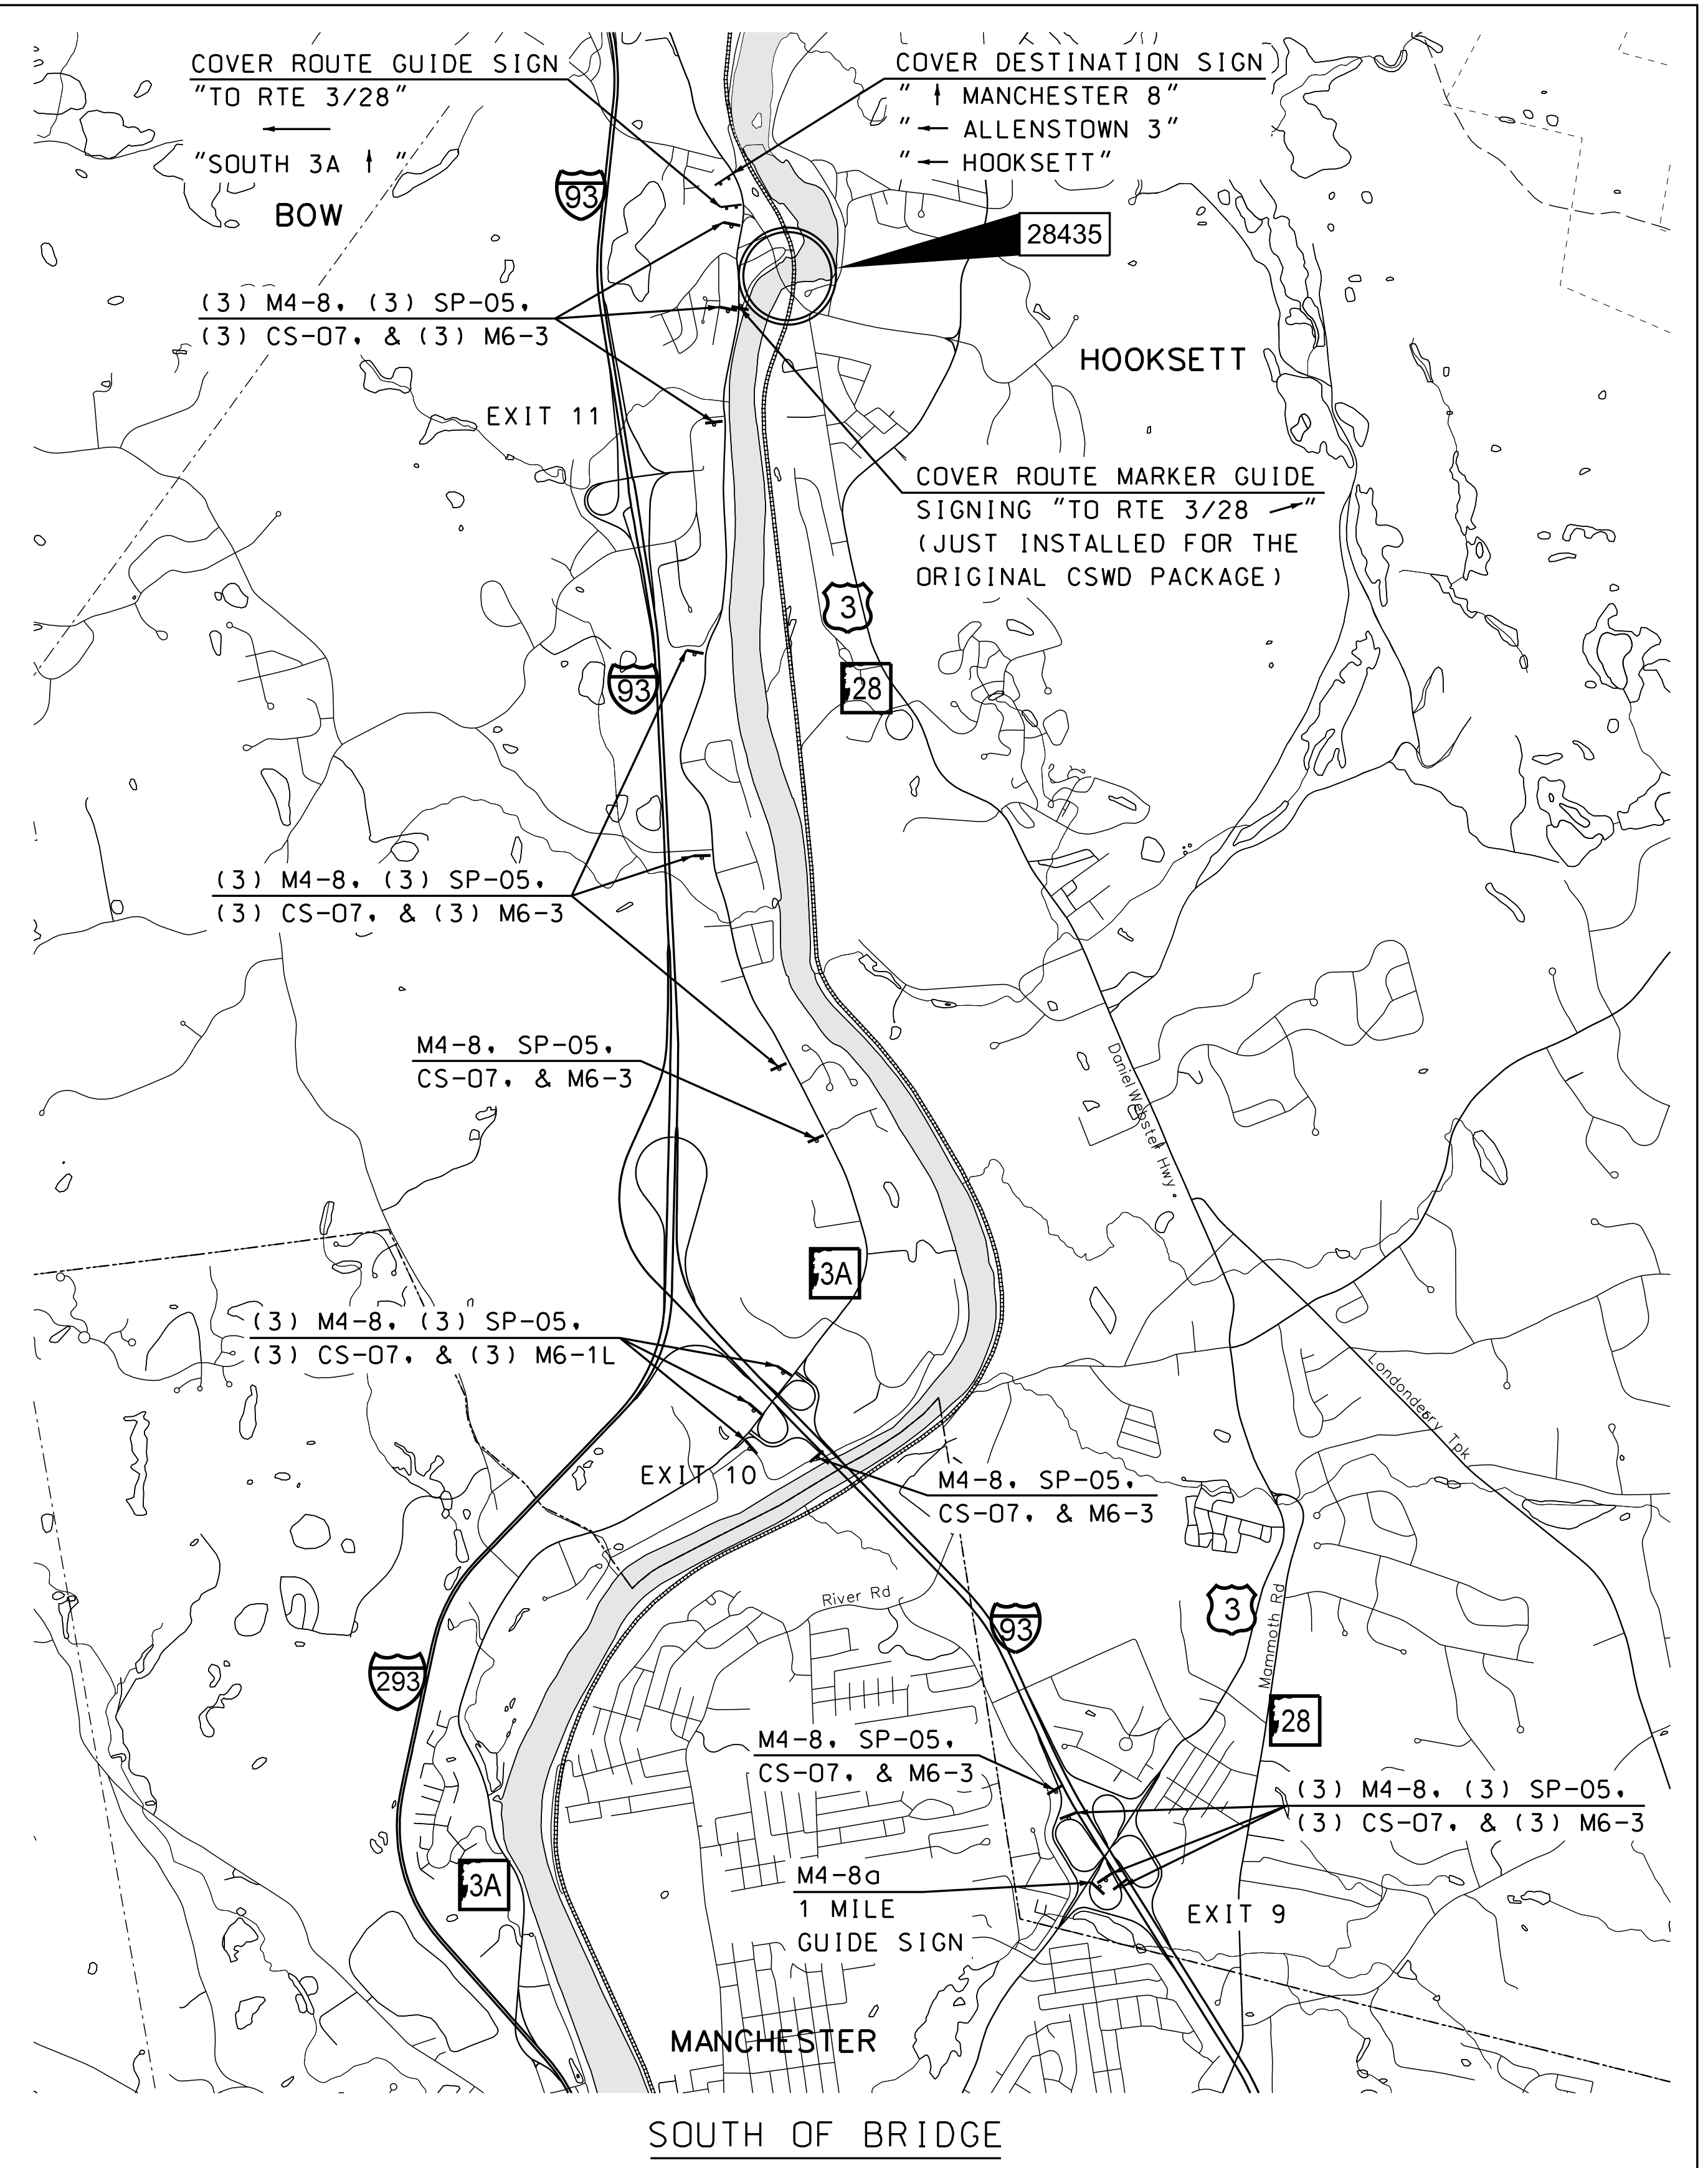 COVER ROUTE GUIDE SIGN
"TO RTE 3/28"
←
"SOUTH 3A ↑ "
COVER DESTINATION SIGN
" ↑ MANCHESTER 8"
"← ALLENSTOWN 3"
"← HOOKSETT"
93
BOW
28435
(3) M4-8, (3) SP-05,
(3) CS-07, & (3) M6-3
HOOKSETT
EXIT 11
COVER ROUTE MARKER GUIDE
SIGNING "TO RTE 3/28 →"
(JUST INSTALLED FOR THE
ORIGINAL CSWD PACKAGE)
3
93
28
(3) M4-8, (3) SP-05,
(3) CS-07, & (3) M6-3
M4-8, SP-05,
CS-07, & M6-3
Daniel Webster Hwy
3A
(3) M4-8, (3) SP-05,
(3) CS-07, & (3) M6-1L
Londonderry Tpk
EXIT 10
M4-8, SP-05,
CS-07, & M6-3
River Rd
93
3
Mammoth Rd
293
28
M4-8, SP-05,
CS-07, & M6-3
(3) M4-8, (3) SP-05,
(3) CS-07, & (3) M6-3
3A
M4-8a
1 MILE
GUIDE SIGN
EXIT 9
MANCHESTER
SOUTH OF BRIDGE